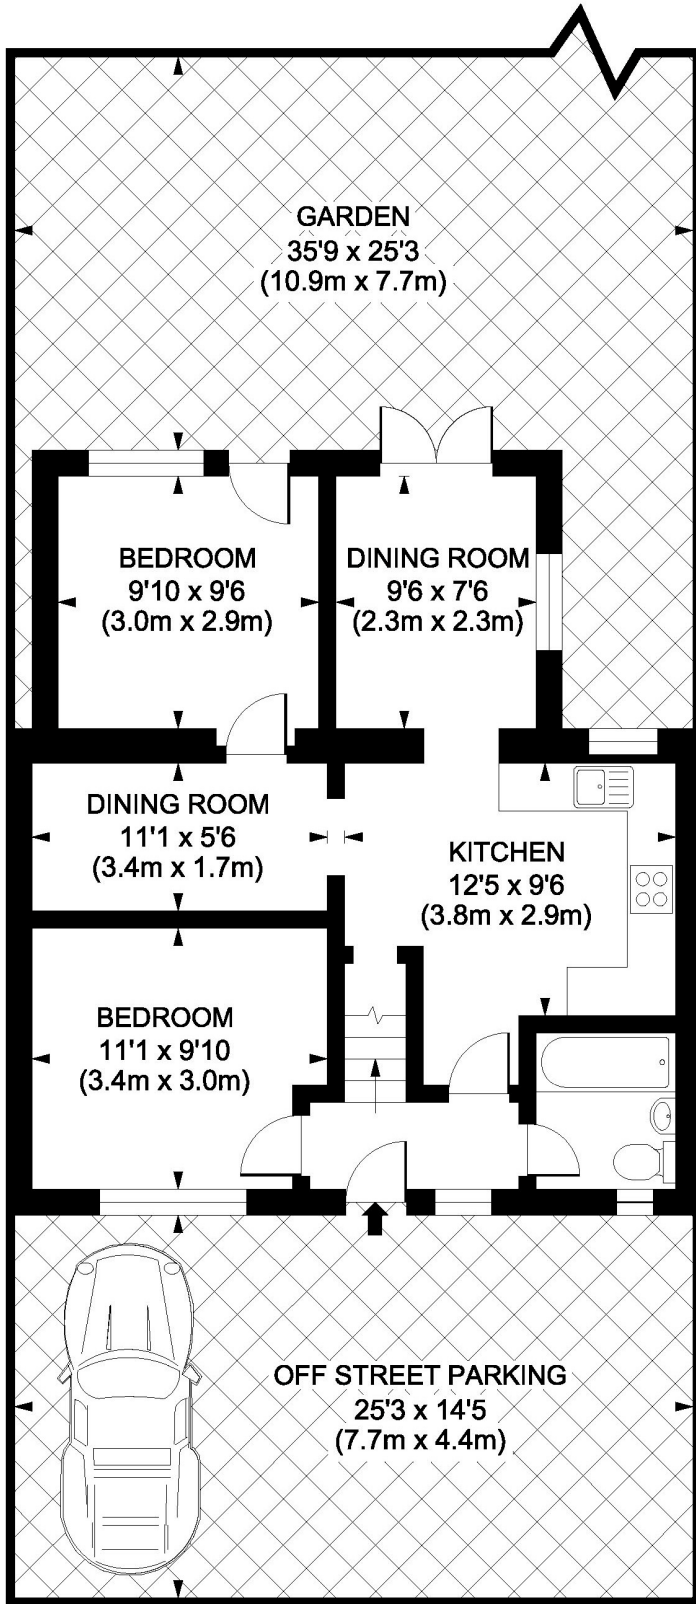 GARDEN
35'9 x 25'3
(10.9m x 7.7m)
BEDROOM
9'10 x 9'6
(3.0m x 2.9m)
DINING ROOM
9'6 x 7'6
(2.3m x 2.3m)
DINING ROOM
11'1 x 5'6
(3.4m x 1.7m)
KITCHEN
12'5 x 9'6
(3.8m x 2.9m)
BEDROOM
11'1 x 9'10
(3.4m x 3.0m)
OFF STREET PARKING
25'3 x 14'5
(7.7m x 4.4m)